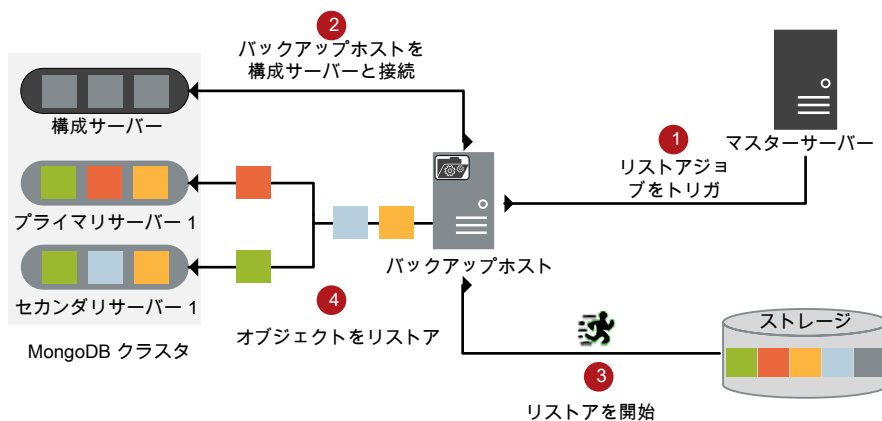 2
バックアップホストを
構成サーバーと接続
構成サーバー
マスターサーバー
1
リストアジョ
ブをトリガ
プライマリサーバー 1
バックアップホスト
セカンダリサーバー 1
4
オブジェクトをリストア
MongoDB クラスタ
ストレージ
3
リストアを開始